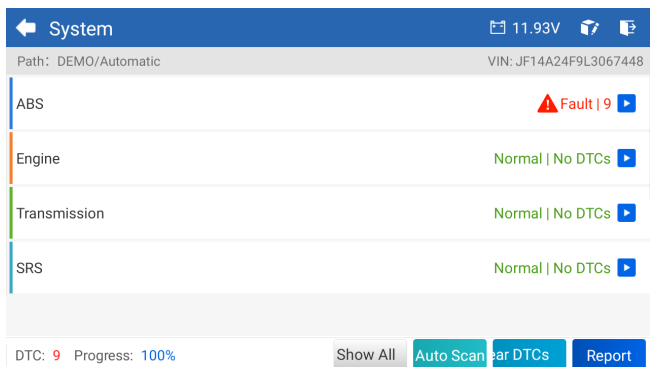 System 11.93V
Path: DEMO/Automatic VIN: JF14A24F9L3067448
ABS Fault | 9
Engine Normal | No DTCs
Transmission Normal | No DTCs
SRS Normal | No DTCs
DTC: 9 Progress: 100% Show All Auto Scan ear DTCs Report